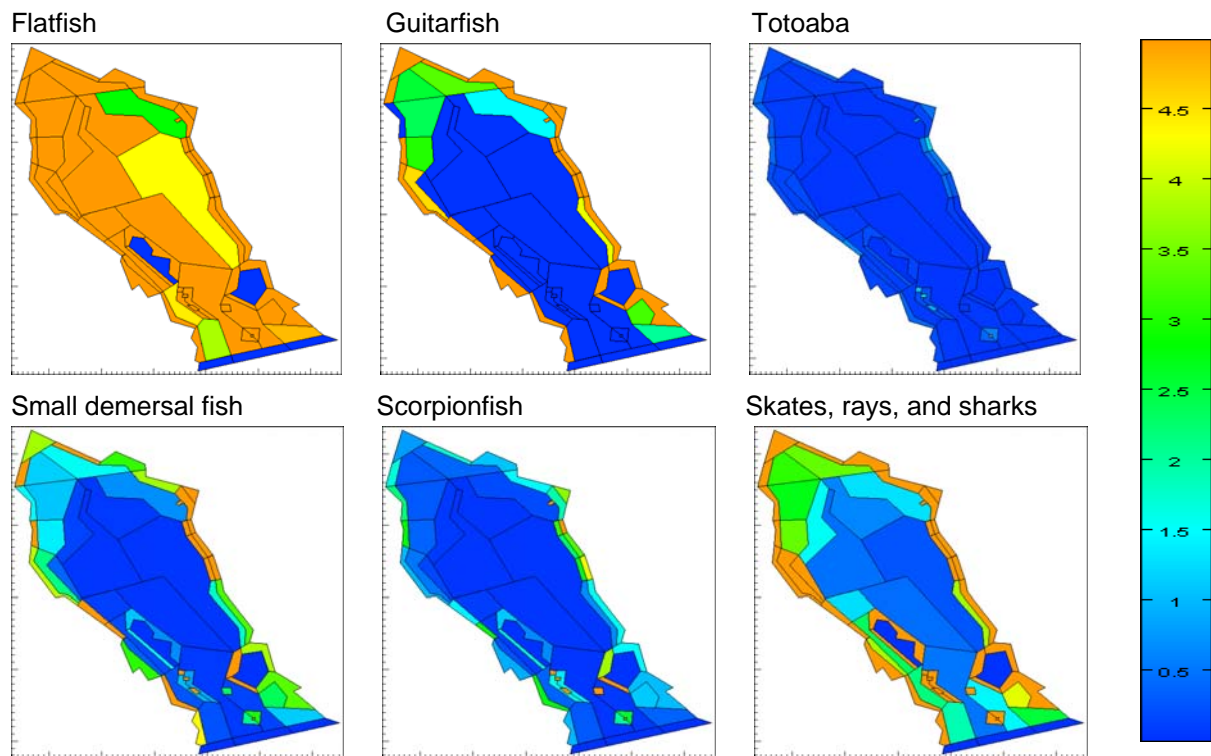 Flatfish
Guitarfish
Totoaba
4.5
4
3.5
3
2.5
2
1.5
1
0.5
Small demersal fish
Scorpionfish
Skates, rays, and sharks